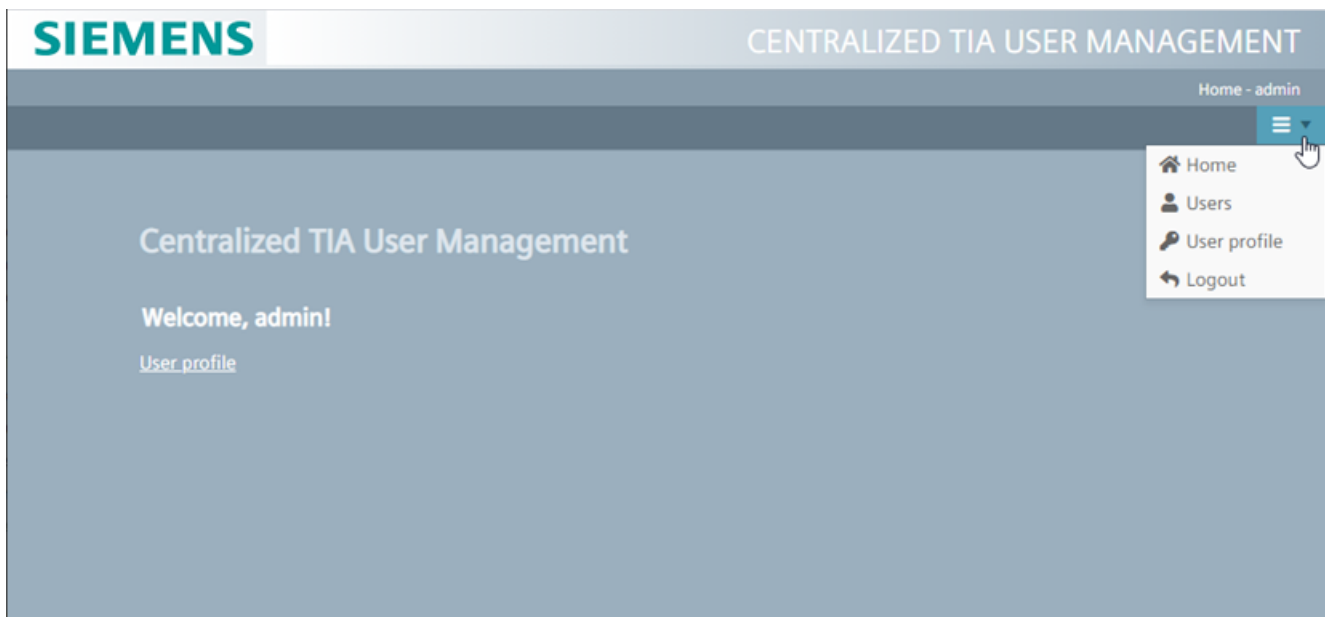 SIEMENS
CENTRALIZED TIA USER MANAGEMENT
Home - admin
Home
Users
User profile
Logout
Centralized TIA User Management
Welcome, admin!
User profile